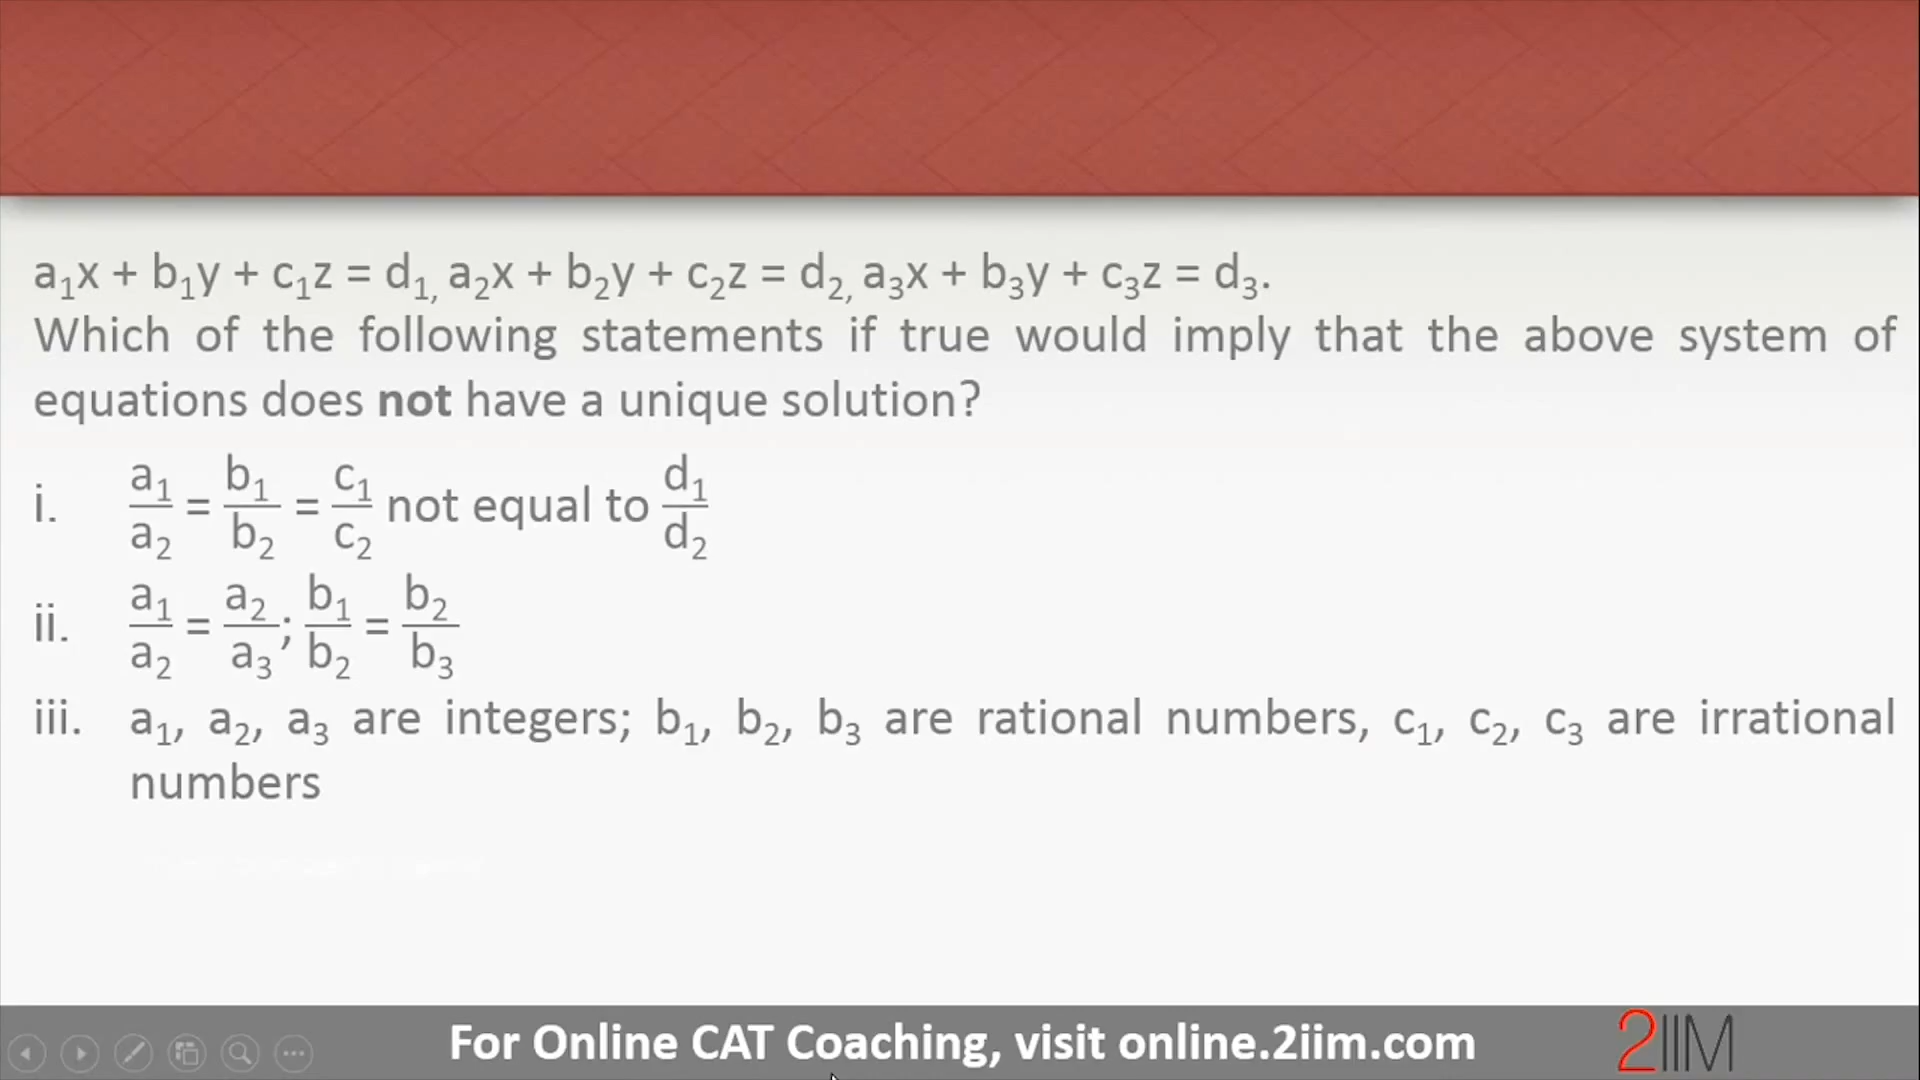 a₁x + b₁y + c₁z = d₁, a₂x + b₂y + c₂z = d₂, a₃x + b₃y + c₃z = d₃.
Which of the following statements if true would imply that the above system of
equations does not have a unique solution?
i. a₁/a₂ = b₁/b₂ = c₁/c₂ not equal to d₁/d₂
ii. a₁/a₂ = a₂/a₃; b₁/b₂ = b₂/b₃
iii. a₁, a₂, a₃ are integers; b₁, b₂, b₃ are rational numbers, c₁, c₂, c₃ are irrational
numbers
For Online CAT Coaching, visit online.2iim.com
2IIM